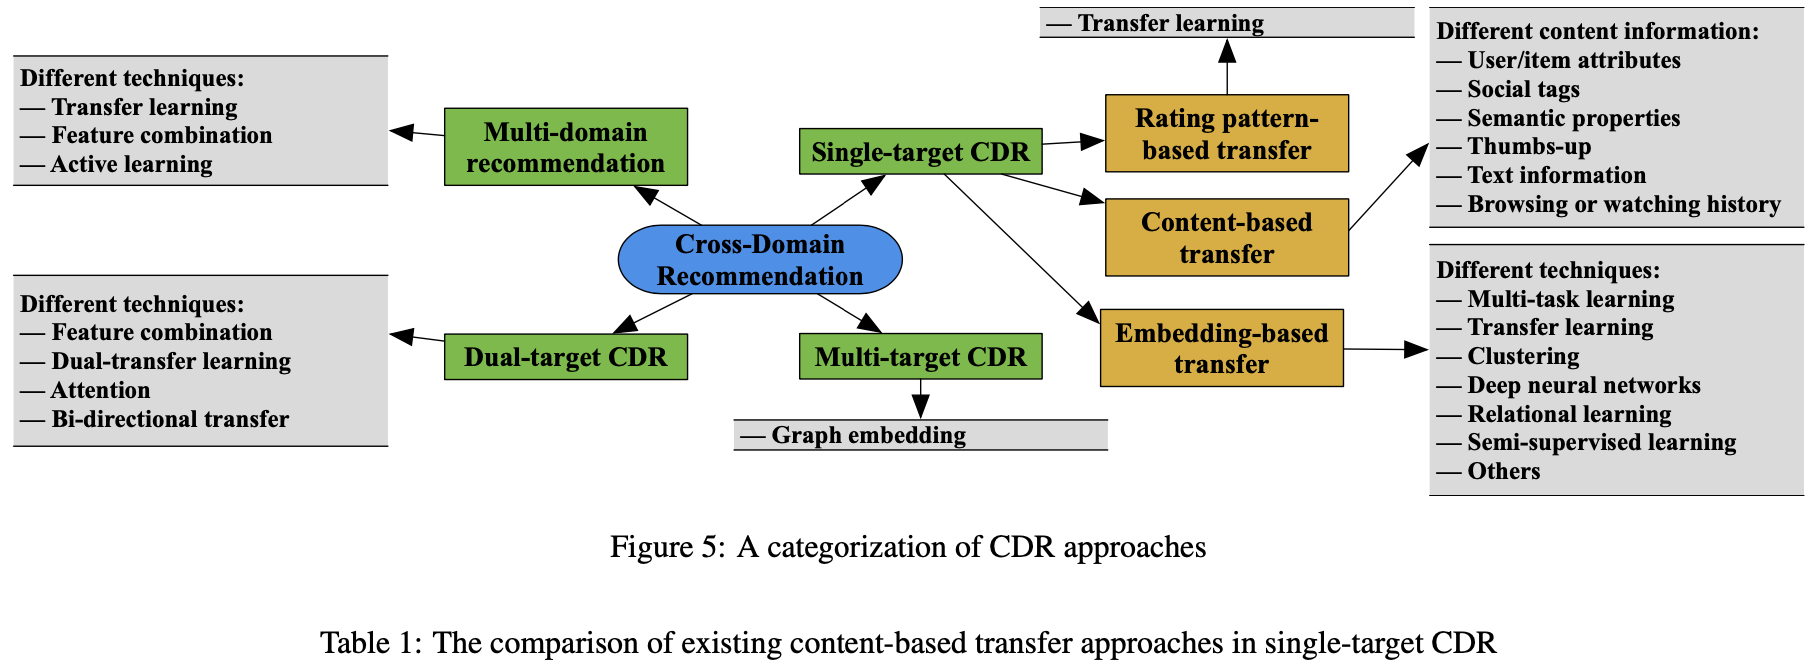 — Transfer learning
Different techniques:
— Transfer learning
— Feature combination
— Active learning
Multi-domain
recommendation
Single-target CDR
Rating pattern-
based transfer
Different content information:
— User/item attributes
— Social tags
— Semantic properties
— Thumbs-up
— Text information
— Browsing or watching history
Content-based
transfer
Cross-Domain
Recommendation
Different techniques:
— Feature combination
— Dual-transfer learning
— Attention
— Bi-directional transfer
Dual-target CDR
Multi-target CDR
Embedding-based
transfer
Different techniques:
— Multi-task learning
— Transfer learning
— Clustering
— Deep neural networks
— Relational learning
— Semi-supervised learning
— Others
— Graph embedding
Figure 5: A categorization of CDR approaches
Table 1: The comparison of existing content-based transfer approaches in single-target CDR